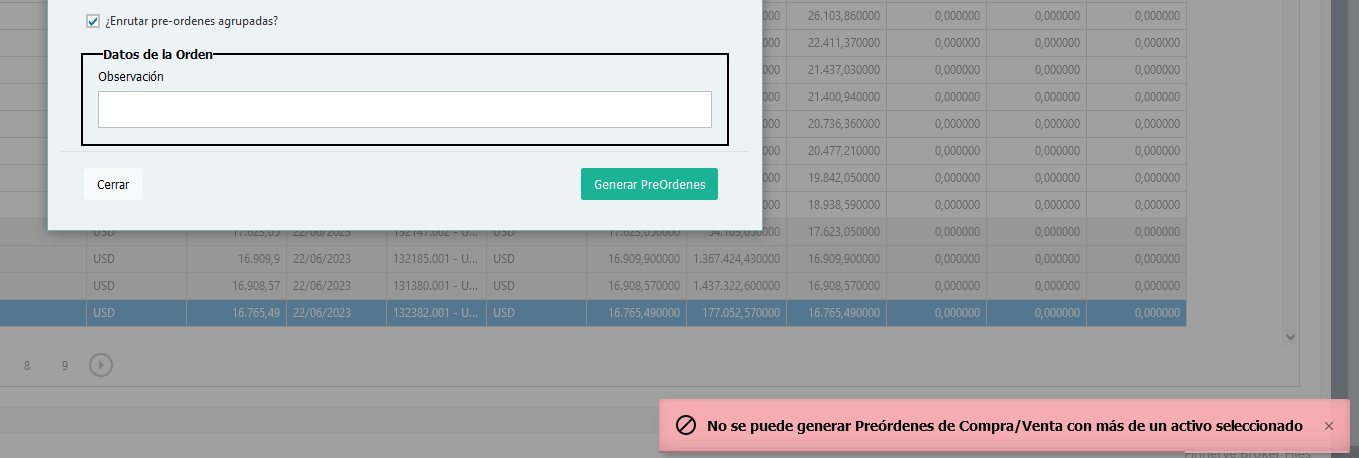 ¿Enrutar pre-ordenes agrupadas?
Datos de la Orden
Observación
Cerrar
Generar PreOrdenes
26.103,860000 0,000000 0,000000 0,000000
22.411,370000 0,000000 0,000000 0,000000
21.437,030000 0,000000 0,000000 0,000000
21.400,940000 0,000000 0,000000 0,000000
20.736,360000 0,000000 0,000000 0,000000
20.477,210000 0,000000 0,000000 0,000000
19.842,050000 0,000000 0,000000 0,000000
18.938,590000 0,000000 0,000000 0,000000
USD 17.623,05 22/06/2023 132147.002 - U... USD 17.623,050000 54.105,050000 17.623,050000 0,000000 0,000000 0,000000
USD 16.909,9 22/06/2023 132185.001 - U... USD 16.909,900000 1.367.424,430000 16.909,900000 0,000000 0,000000 0,000000
USD 16.908,57 22/06/2023 131380.001 - U... USD 16.908,570000 1.437.322,600000 16.908,570000 0,000000 0,000000 0,000000
USD 16.765,49 22/06/2023 132382.001 - U... USD 16.765,490000 177.052,570000 16.765,490000 0,000000 0,000000 0,000000
8 9
No se puede generar Preórdenes de Compra/Venta con más de un activo seleccionado ×